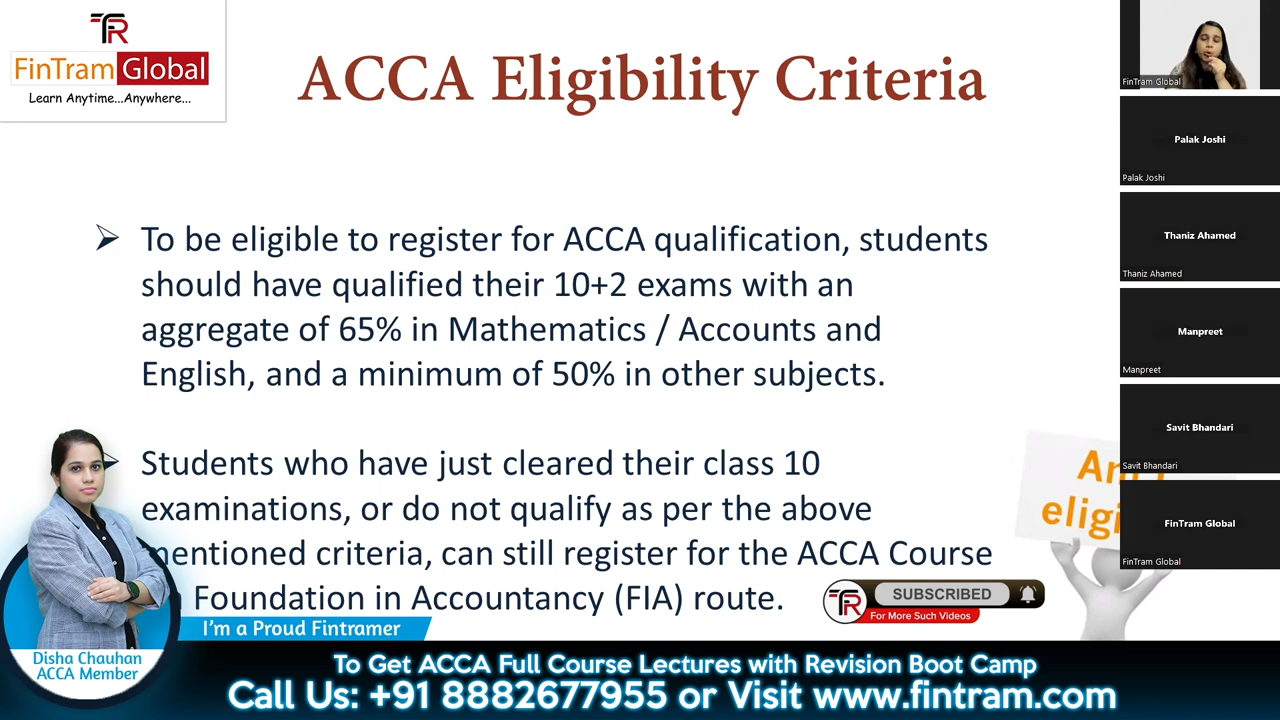 TR
FinTram Global
Learn Anytime...Anywhere...
ACCA Eligibility Criteria
To be eligible to register for ACCA qualification, students
should have qualified their 10+2 exams with an
aggregate of 65% in Mathematics / Accounts and
English, and a minimum of 50% in other subjects.
Students who have just cleared their class 10
examinations, or do not qualify as per the above
mentioned criteria, can still register for the ACCA Course
Foundation in Accountancy (FIA) route.
FinTram Global
Palak Joshi
Palak Joshi
Thaniz Ahamed
Thaniz Ahamed
Manpreet
Manpreet
Savit Bhandari
Savit Bhandari
FinTram Global
FinTram Global
eligi
TR
SUBSCRIBED
For More Such Videos
I'm a Proud Fintramer
Disha Chauhan
ACCA Member
To Get ACCA Full Course Lectures with Revision Boot Camp
Call Us: +91 8882677955 or Visit www.fintram.com